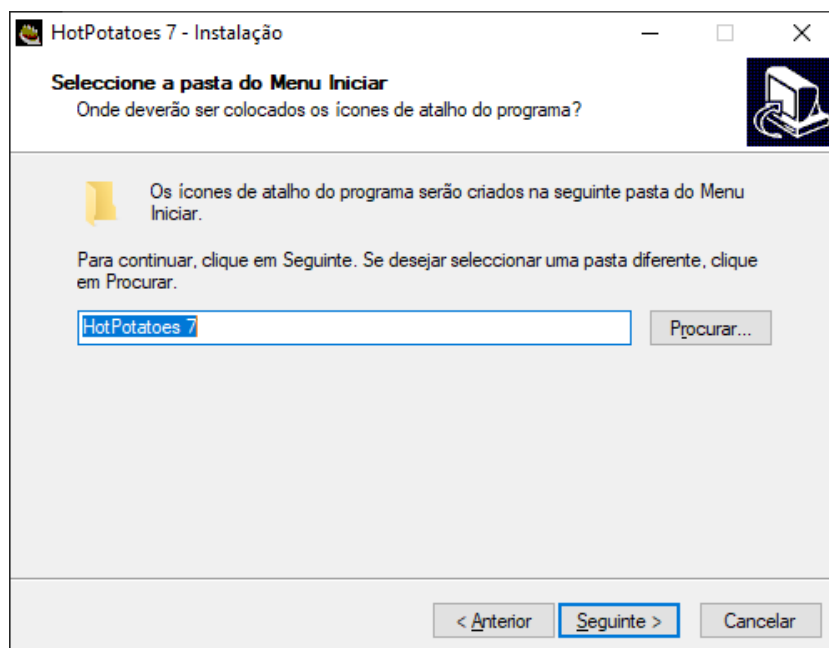 HotPotatoes 7 - Instalação
Seleccione a pasta do Menu Iniciar
Onde deverão ser colocados os ícones de atalho do programa?
Os ícones de atalho do programa serão criados na seguinte pasta do Menu
Iniciar.
Para continuar, clique em Seguinte. Se desejar seleccionar uma pasta diferente, clique
em Procurar.
HotPotatoes 7
Procurar...
< Anterior
Seguinte >
Cancelar